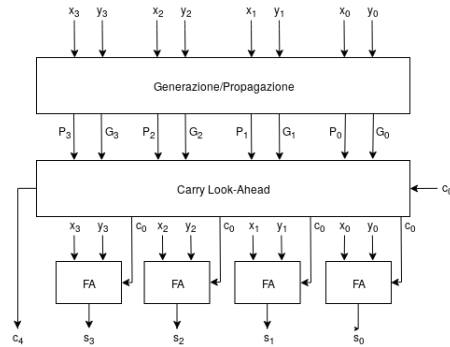 x3 y3 x2 y2 x1 y1 x0 y0
Generazione/Propagazione
P3 G3 P2 G2 P1 G1 P0 G0
Carry Look-Ahead
c0
x3 y3 c0 x2 y2 c0 x1 y1 c0 x0 y0 c0
FA FA FA FA
c4 s3 s2 s1 s0